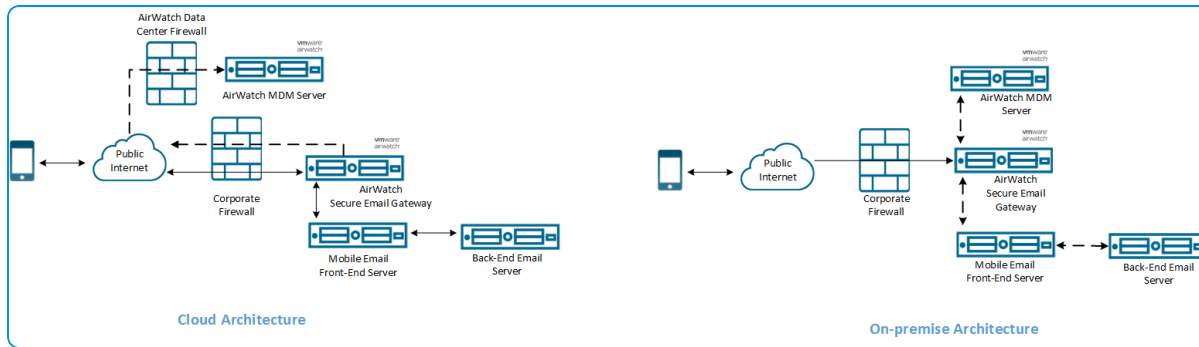 AirWatch Data
Center Firewall
vmware
airwatch
AirWatch MDM Server
Public
Internet
Corporate
Firewall
vmware
airwatch
AirWatch
Secure Email Gateway
Mobile Email
Front-End Server
Back-End Email
Server
Cloud Architecture
vmware
airwatch
AirWatch MDM
Server
Public
Internet
Corporate
Firewall
vmware
airwatch
AirWatch
Secure Email
Gateway
Mobile Email
Front-End Server
Back-End Email
Server
On-premise Architecture